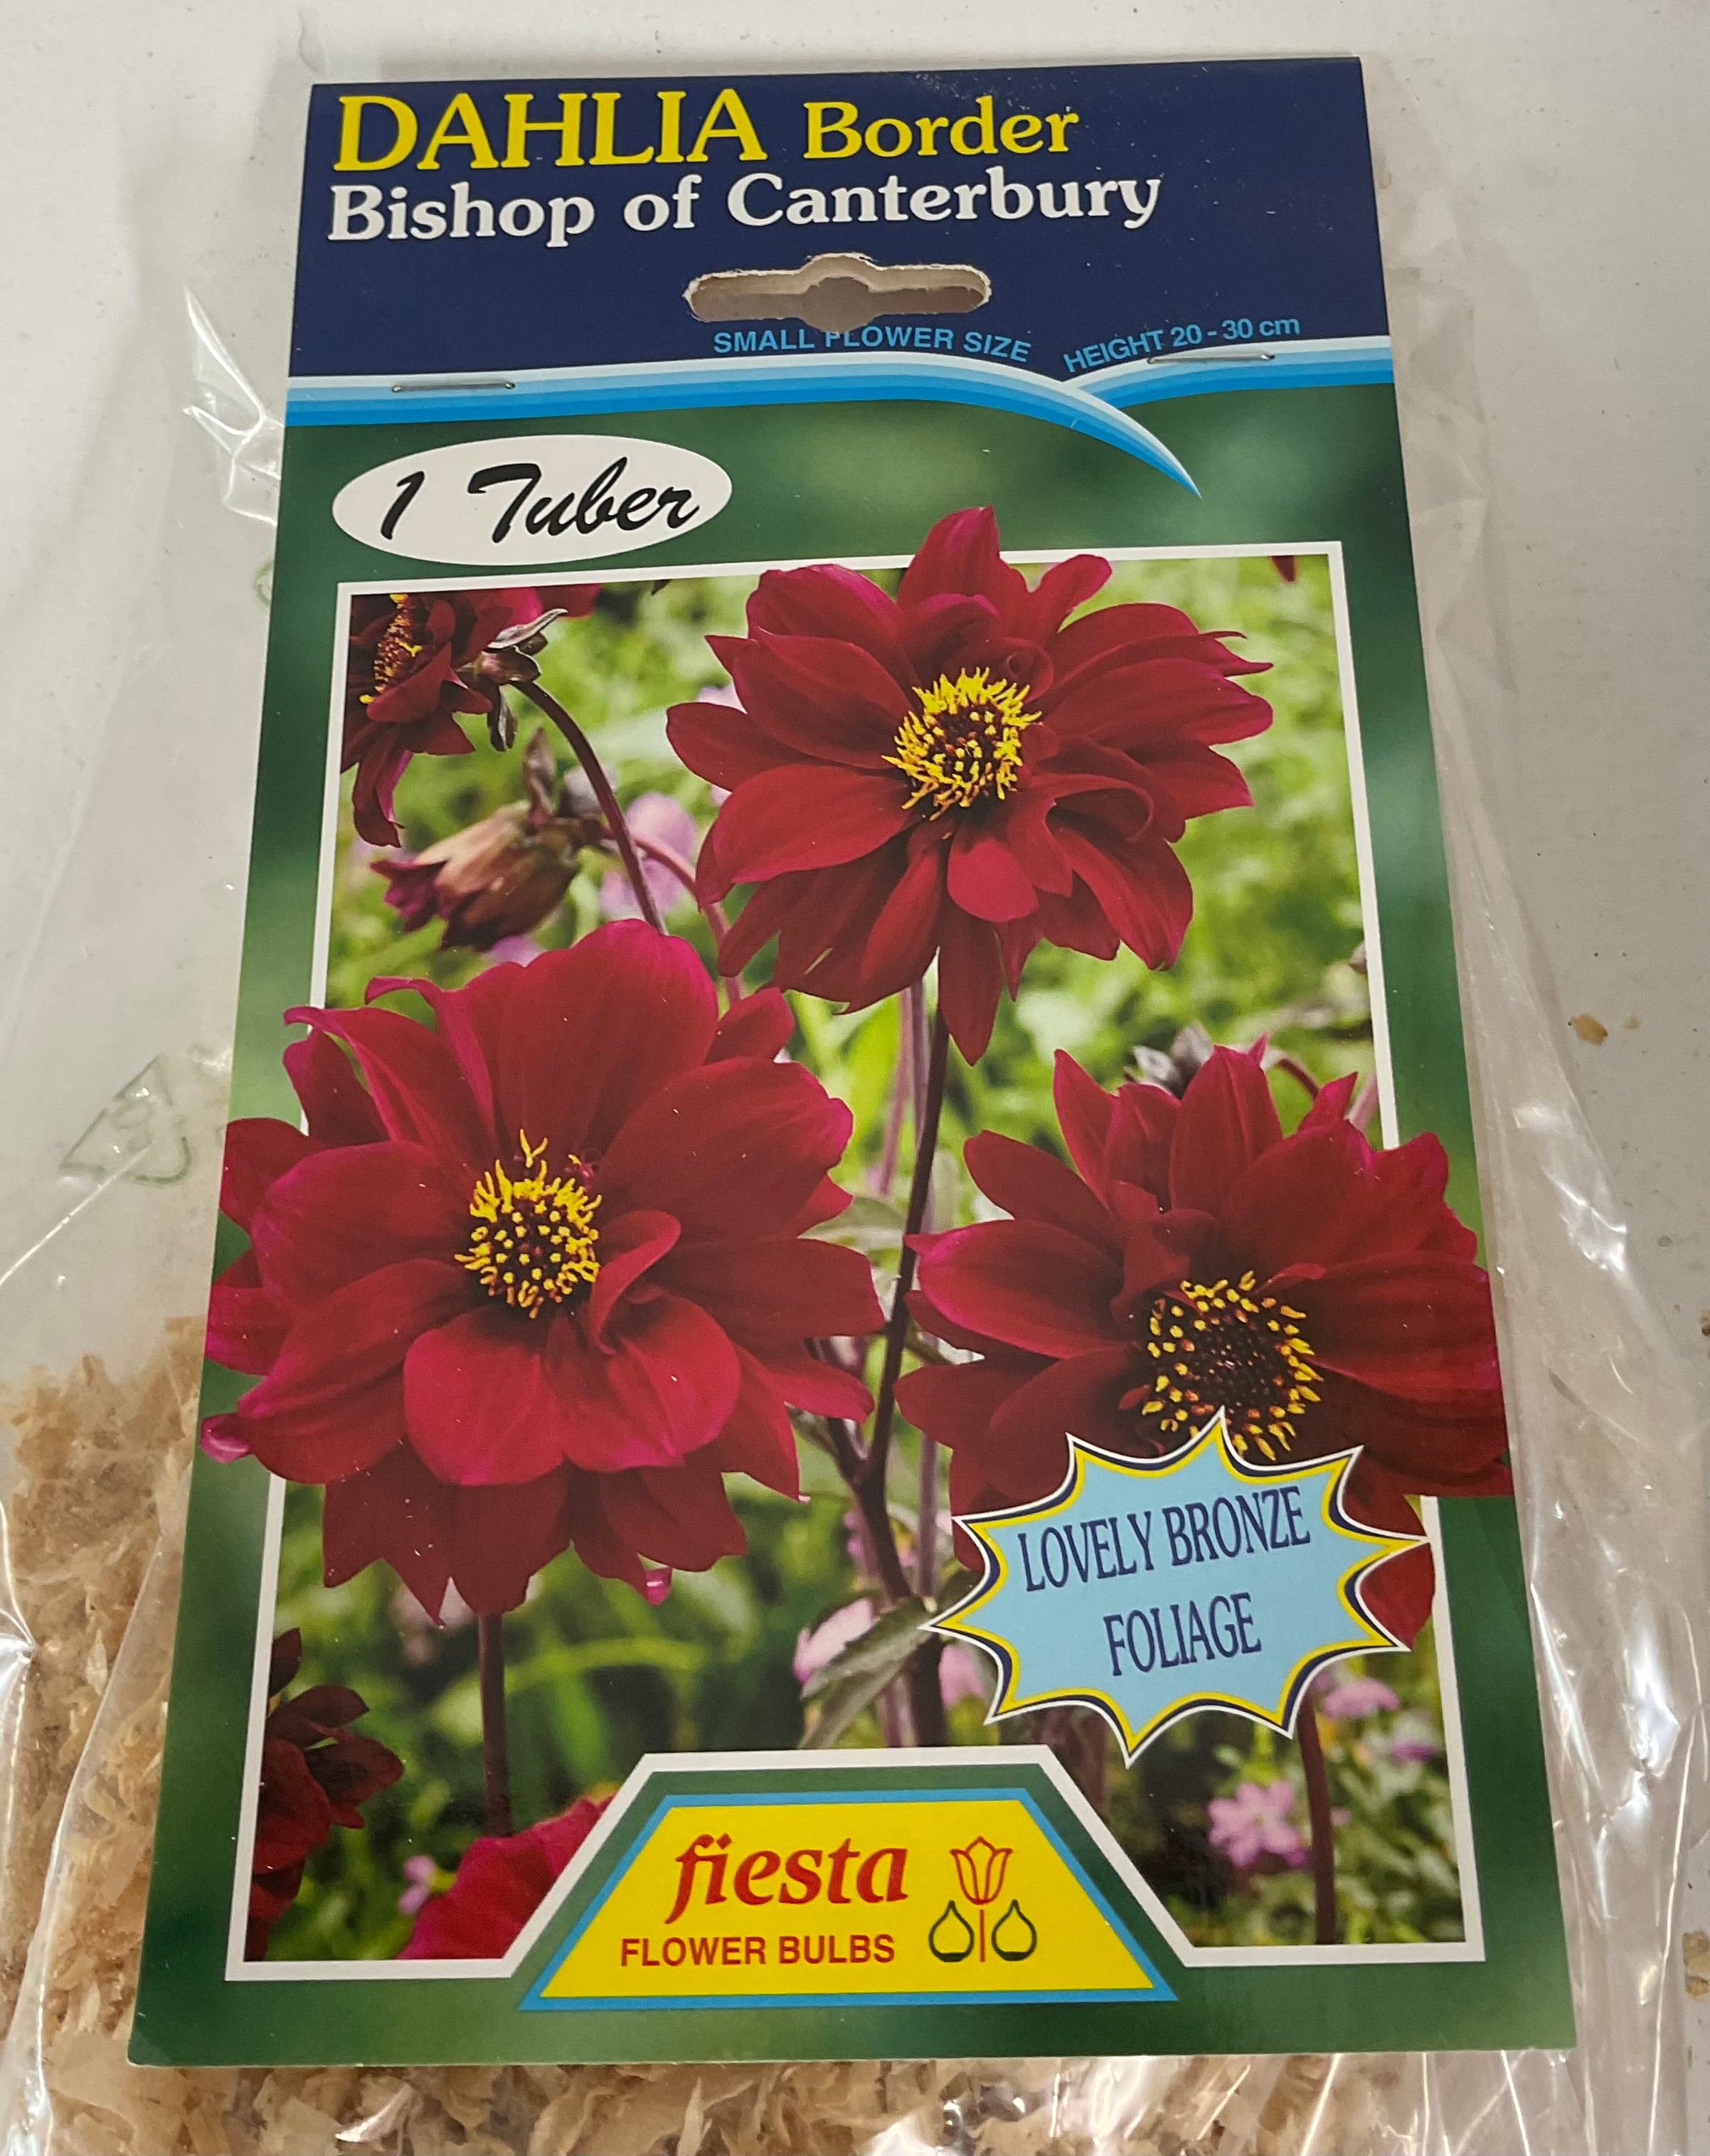 DAHLIA Border
Bishop of Canterbury
SMALL FLOWER SIZE
HEIGHT 20 - 30 cm
1 Tuber
LOVELY BRONZE
FOLIAGE
fiesta
FLOWER BULBS